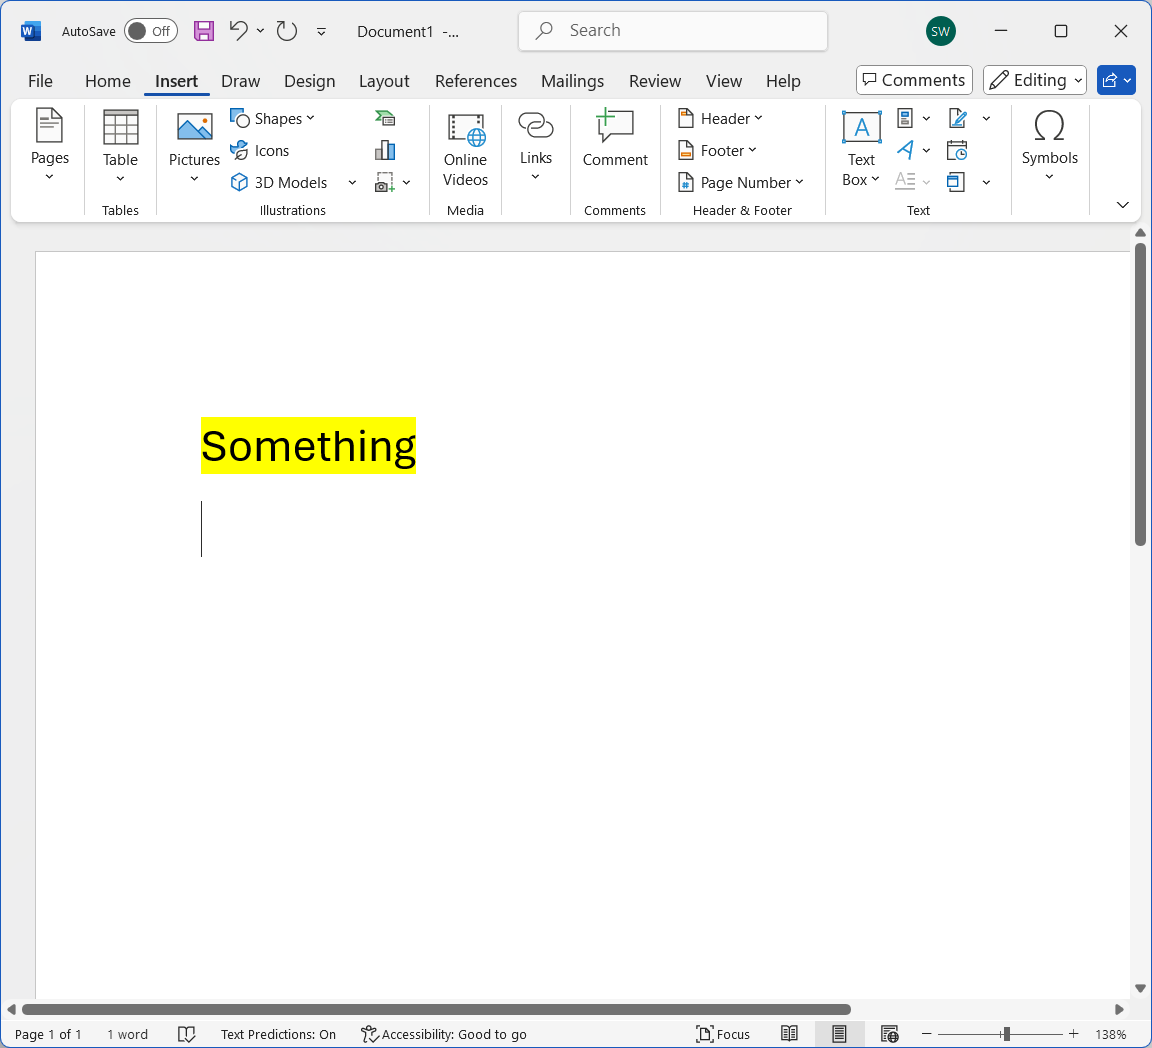 AutoSave Off Document1 -... Search SW
File Home Insert Draw Design Layout References Mailings Review View Help Comments Editing
Pages
Table
Tables
Pictures
Shapes
Icons
3D Models
Illustrations
Online
Videos
Media
Links
Comment
Comments
Header
Footer
Page Number
Header & Footer
A
Text
Box
Text
Symbols
Something
Page 1 of 1 1 word Text Predictions: On Accessibility: Good to go Focus 138%